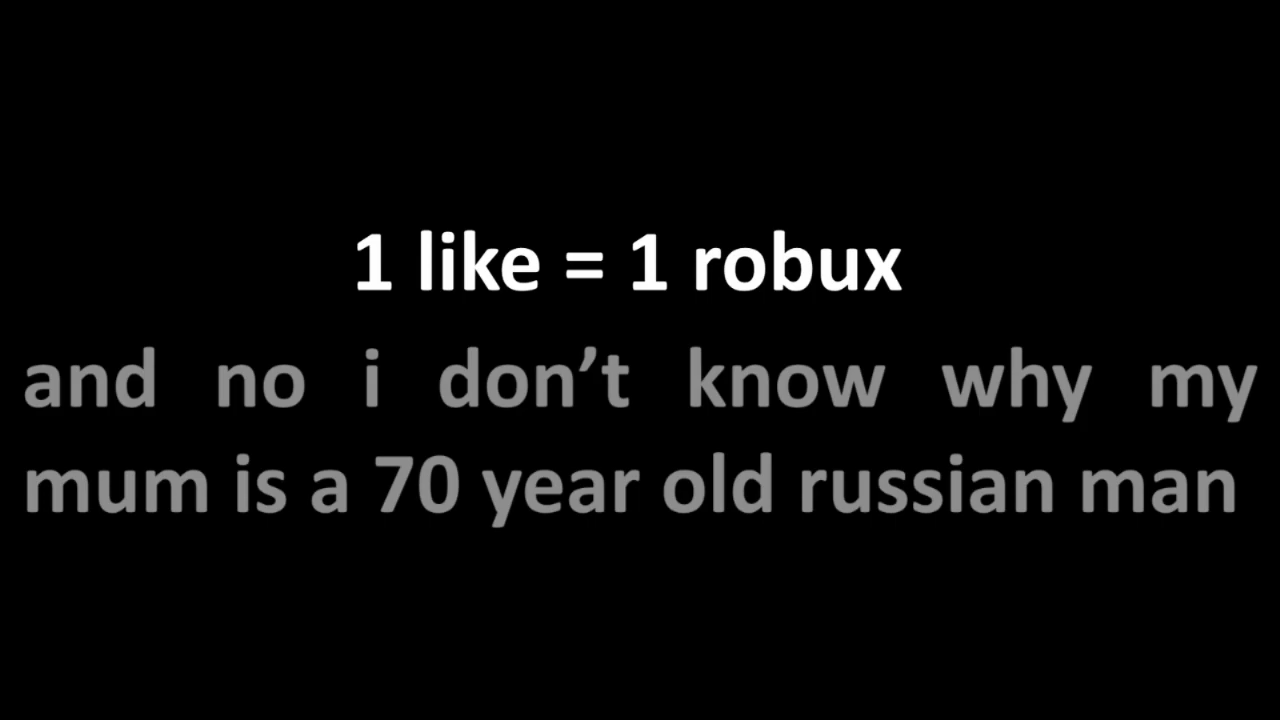 1 like = 1 robux
and no i don’t know why my
mum is a 70 year old russian man